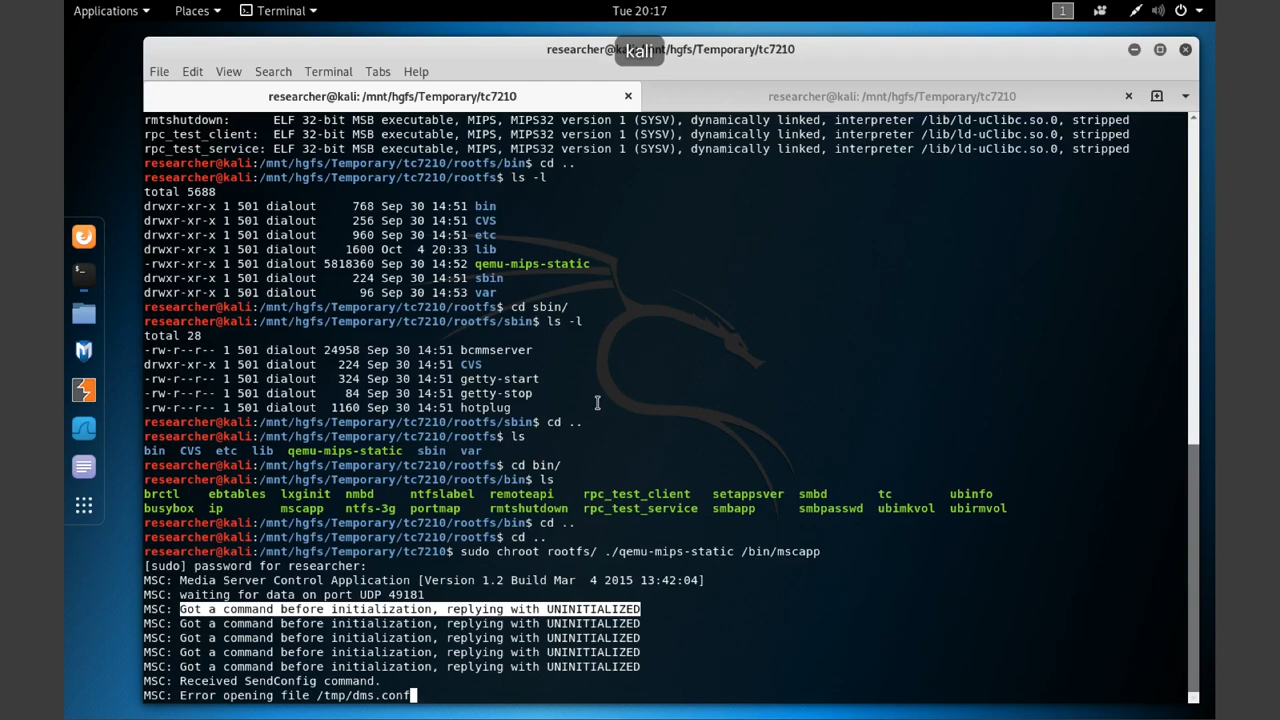 Applications Places Terminal Tue 20:17 1
researcher@kali: /mnt/hgfs/Temporary/tc7210
kali
File Edit View Search Terminal Tabs Help
researcher@kali: /mnt/hgfs/Temporary/tc7210 researcher@kali: /mnt/hgfs/Temporary/tc7210
rmtshutdown: ELF 32-bit MSB executable, MIPS, MIPS32 version 1 (SYSV), dynamically linked, interpreter /lib/ld-uClibc.so.0, stripped
rpc_test_client: ELF 32-bit MSB executable, MIPS, MIPS32 version 1 (SYSV), dynamically linked, interpreter /lib/ld-uClibc.so.0, stripped
rpc_test_service: ELF 32-bit MSB executable, MIPS, MIPS32 version 1 (SYSV), dynamically linked, interpreter /lib/ld-uClibc.so.0, stripped
researcher@kali:/mnt/hgfs/Temporary/tc7210/rootfs/bin$ cd ..
researcher@kali:/mnt/hgfs/Temporary/tc7210/rootfs$ ls -l
total 5688
drwxr-xr-x 1 501 dialout 768 Sep 30 14:51 bin
drwxr-xr-x 1 501 dialout 256 Sep 30 14:51 CVS
drwxr-xr-x 1 501 dialout 960 Sep 30 14:51 etc
drwxr-xr-x 1 501 dialout 1600 Oct 4 20:33 lib
-rwxr-xr-x 1 501 dialout 5818360 Sep 30 14:52 qemu-mips-static
drwxr-xr-x 1 501 dialout 224 Sep 30 14:51 sbin
drwxr-xr-x 1 501 dialout 96 Sep 30 14:53 var
researcher@kali:/mnt/hgfs/Temporary/tc7210/rootfs$ cd sbin/
researcher@kali:/mnt/hgfs/Temporary/tc7210/rootfs/sbin$ ls -l
total 28
-rw-r--r-- 1 501 dialout 24958 Sep 30 14:51 bcmmserver
drwxr-xr-x 1 501 dialout 224 Sep 30 14:51 CVS
-rw-r--r-- 1 501 dialout 324 Sep 30 14:51 getty-start
-rw-r--r-- 1 501 dialout 84 Sep 30 14:51 getty-stop
-rw-r--r-- 1 501 dialout 1160 Sep 30 14:51 hotplug
researcher@kali:/mnt/hgfs/Temporary/tc7210/rootfs/sbin$ cd ..
researcher@kali:/mnt/hgfs/Temporary/tc7210/rootfs$ ls
bin CVS etc lib qemu-mips-static sbin var
researcher@kali:/mnt/hgfs/Temporary/tc7210/rootfs$ cd bin/
researcher@kali:/mnt/hgfs/Temporary/tc7210/rootfs/bin$ ls
brctl ebtables lxginit nmbd ntfslabel remoteapi rpc_test_client setappsver smbd tc ubinfo
busybox ip mscapp ntfs-3g portmap rmtshutdown rpc_test_service smbapp smbpasswd ubimkvol ubirmvol
researcher@kali:/mnt/hgfs/Temporary/tc7210/rootfs/bin$ cd ..
researcher@kali:/mnt/hgfs/Temporary/tc7210/rootfs$ cd ..
researcher@kali:/mnt/hgfs/Temporary/tc7210$ sudo chroot rootfs/ ./qemu-mips-static /bin/mscapp
[sudo] password for researcher:
MSC: Media Server Control Application [Version 1.2 Build Mar 4 2015 13:42:04]
MSC: waiting for data on port UDP 49181
MSC: Got a command before initialization, replying with UNINITIALIZED
MSC: Got a command before initialization, replying with UNINITIALIZED
MSC: Got a command before initialization, replying with UNINITIALIZED
MSC: Got a command before initialization, replying with UNINITIALIZED
MSC: Got a command before initialization, replying with UNINITIALIZED
MSC: Received SendConfig command.
MSC: Error opening file /tmp/dms.conf